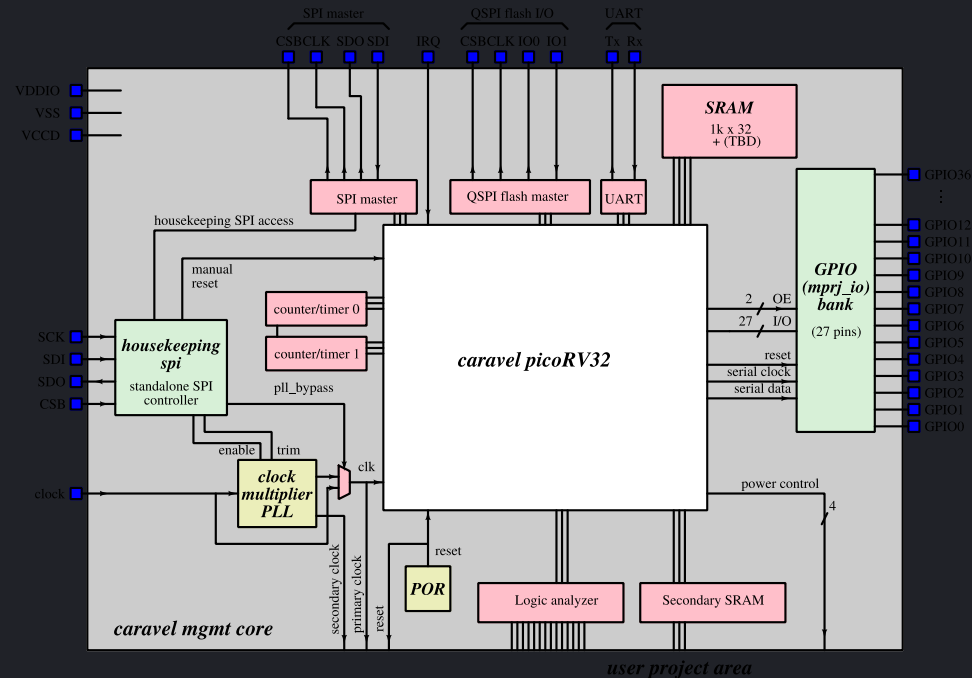 SPI master
QSPI flash I/O
UART
CSB CLK SDO SDI
IRQ
CSB CLK IO0 IO1
Tx Rx
VDDIO
VSS
VCCD
SRAM
1k x 32
+ (TBD)
SPI master
QSPI flash master
UART
GPIO36
⋮
GPIO12
GPIO11
GPIO10
GPIO9
GPIO8
GPIO7
GPIO6
GPIO5
GPIO4
GPIO3
GPIO2
GPIO1
GPIO0
housekeeping SPI access
manual
reset
GPIO
(mprj_io)
bank
(27 pins)
counter/timer 0
counter/timer 1
caravel picoRV32
2 OE
27 I/O
reset
serial clock
serial data
SCK
SDI
SDO
CSB
housekeeping
spi
standalone SPI
controller
pll_bypass
enable
trim
clock
clock
multiplier
PLL
clk
power control
4
reset
POR
secondary clock
primary clock
reset
Logic analyzer
Secondary SRAM
caravel mgmt core
user project area